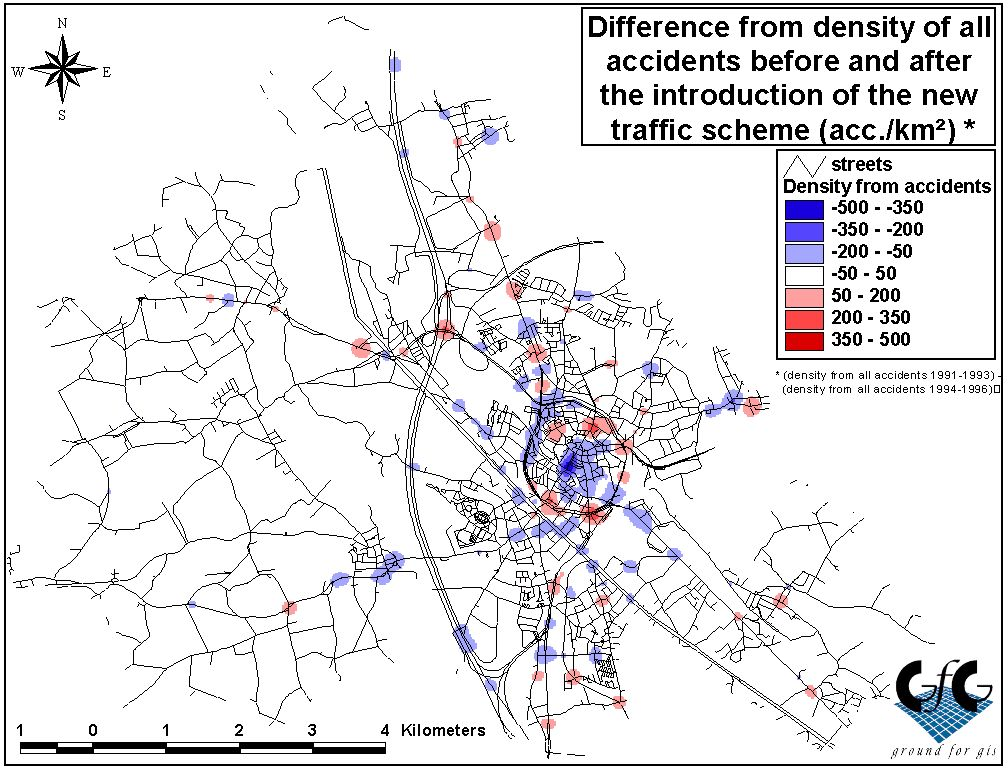 N
W E
S
Difference from density of all
accidents before and after
the introduction of the new
traffic scheme (acc./km²) *
streets
Density from accidents
-500 - -350
-350 - -200
-200 - -50
-50 - 50
50 - 200
200 - 350
350 - 500
* (density from all accidents 1991-1993) -
(density from all accidents 1994-1996)
1 0 1 2 3 4 Kilometers
GfG
ground for gis